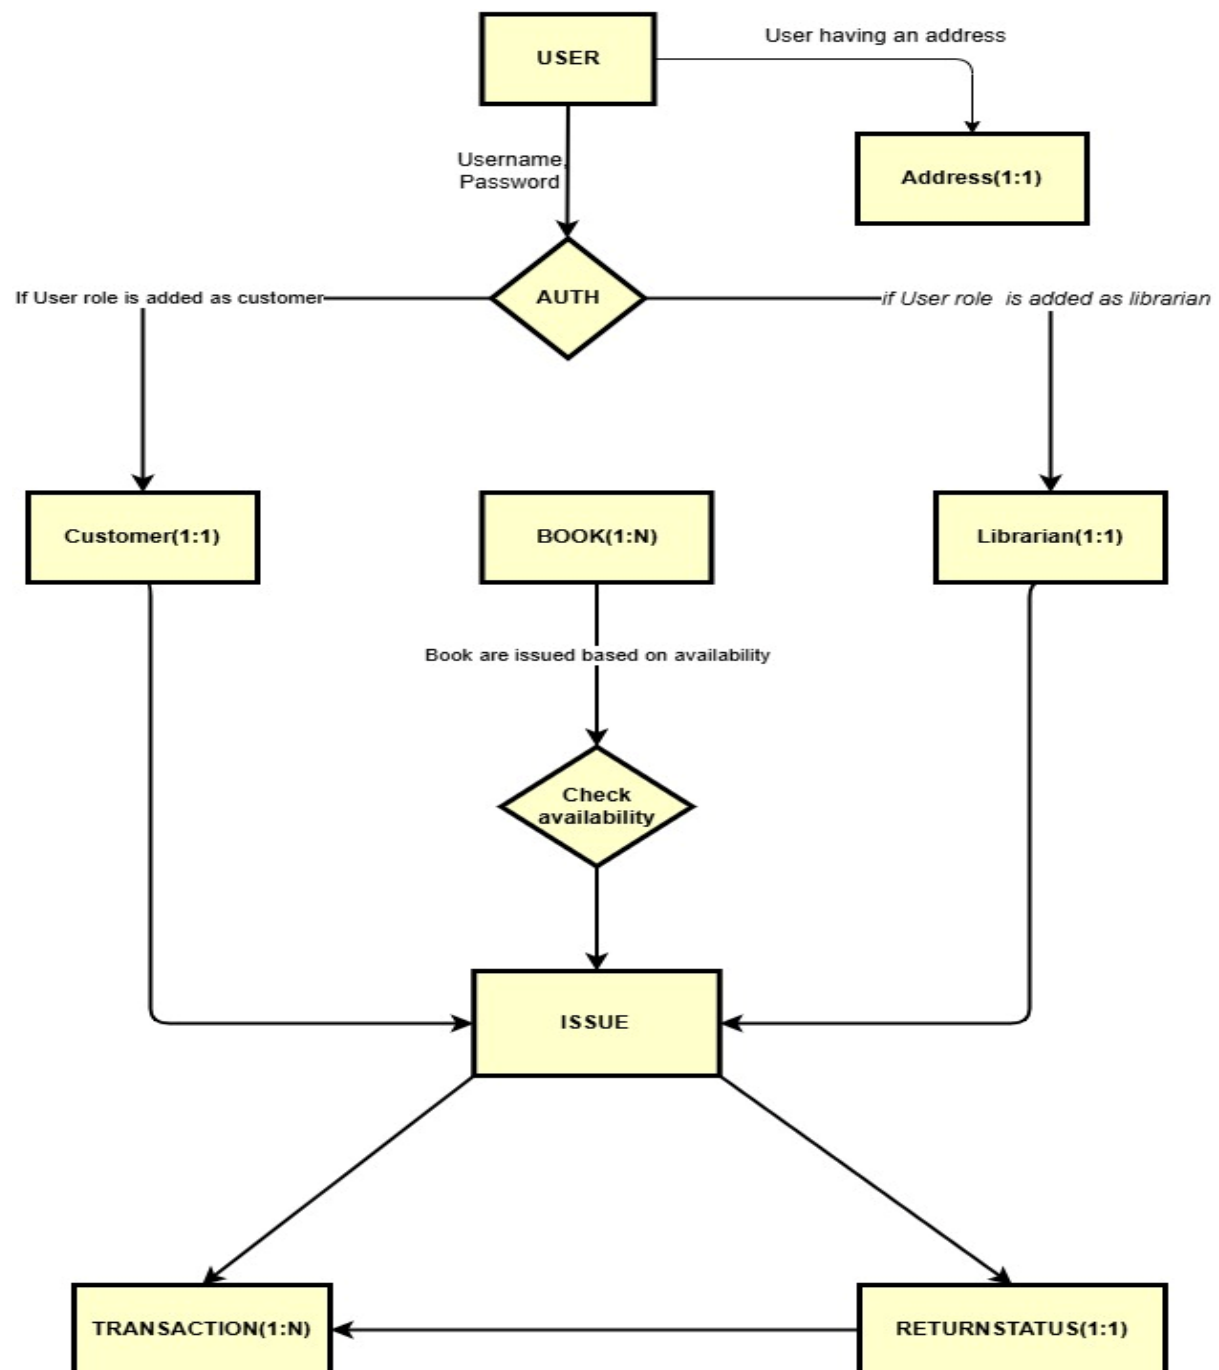 User having an address
USER
Username,
Password
Address(1:1)
AUTH
If User role is added as customer
if User role  is added as librarian
Customer(1:1)
BOOK(1:N)
Librarian(1:1)
Book are issued based on availability
Check
availability
ISSUE
TRANSACTION(1:N)
RETURNSTATUS(1:1)